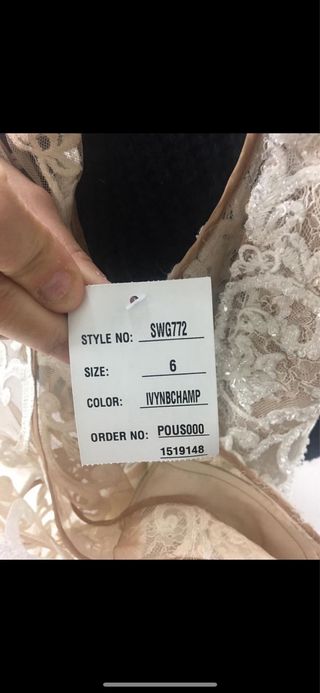 STYLE NO: SWG772
SIZE: 6
COLOR: IVYNBCHAMP
ORDER NO: POUS000
1519148